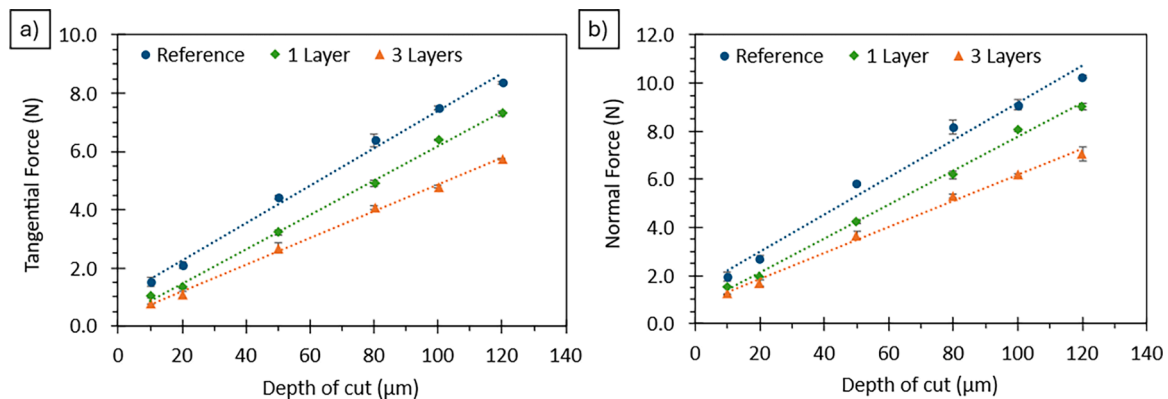 a)
Tangential Force (N)
10.0
8.0
6.0
4.0
2.0
0.0
Reference 1 Layer 3 Layers
0 20 40 60 80 100 120 140
Depth of cut (μm)
b)
Normal Force (N)
12.0
10.0
8.0
6.0
4.0
2.0
0.0
Reference 1 Layer 3 Layers
0 20 40 60 80 100 120 140
Depth of cut (μm)